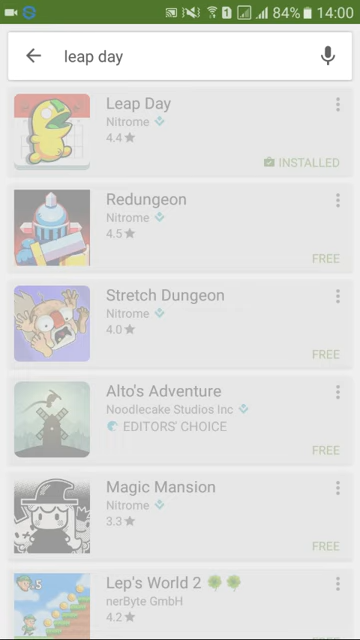 84% 14:00
leap day
Leap Day
Nitrome
4.4★
INSTALLED
Redungeon
Nitrome
4.5★
FREE
Stretch Dungeon
Nitrome
4.0★
FREE
Alto's Adventure
Noodlecake Studios Inc
EDITORS' CHOICE
FREE
Magic Mansion
Nitrome
3.3★
FREE
Lep's World 2 🍀🍀
nerByte GmbH
4.2★